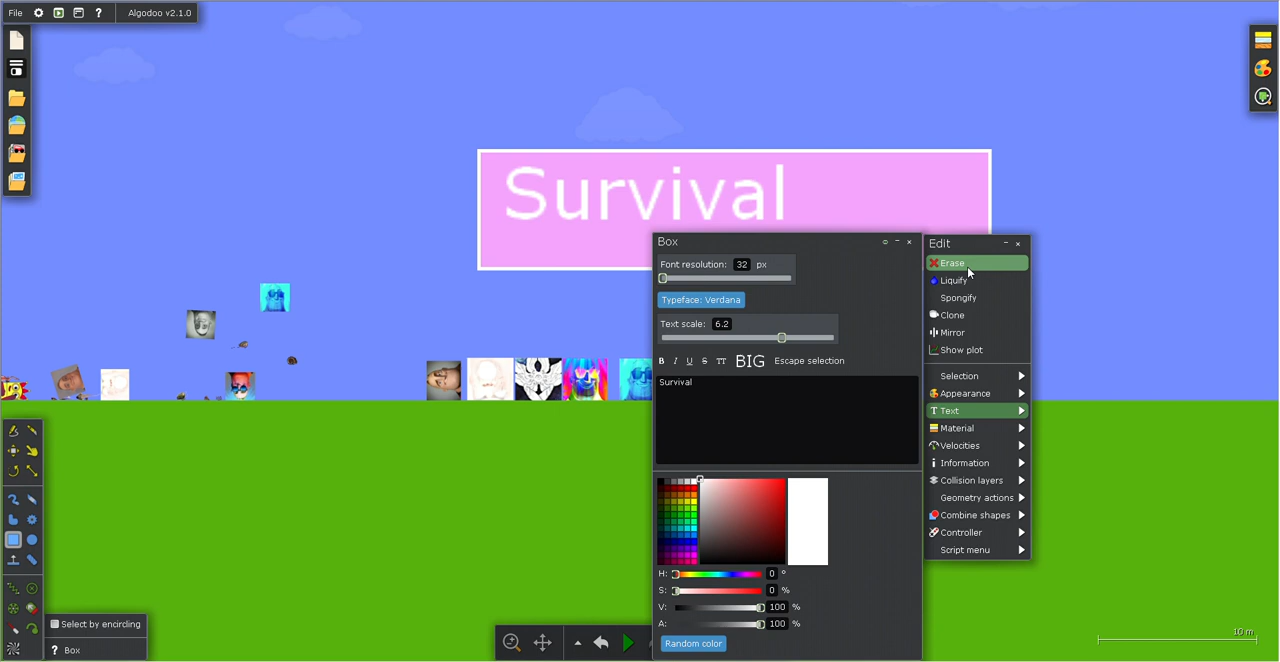 File ? Algodoo v2.1.0
Survival
Box
Font resolution: 32 px
Typeface: Verdana
Text scale: 6.2
B I U S TT BIG Escape selection
Survival
H: 0 °
S: 0 %
V: 100 %
A: 100 %
Random color
Edit
Erase
Liquify
Spongify
Clone
Mirror
Show plot
Selection
Appearance
T Text
Material
Velocities
Information
Collision layers
Geometry actions
Combine shapes
Controller
Script menu
Select by encircling
? Box
10 m